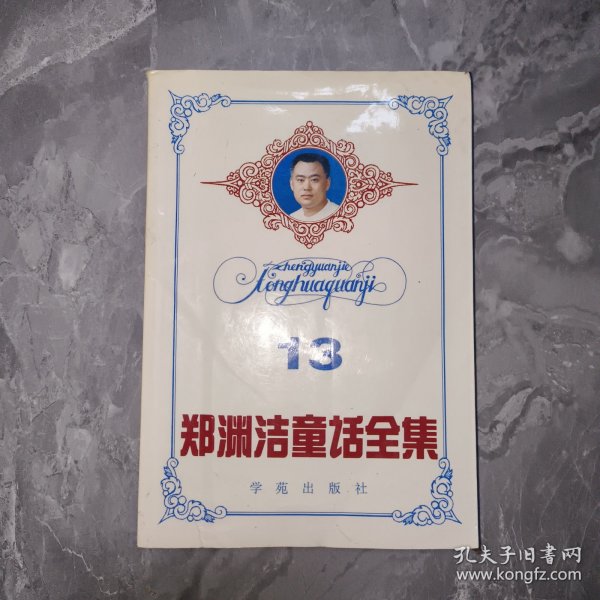 zhengyuanjie
tonghuaquanji
13
郑渊洁童话全集
学苑出版社
孔夫子旧书网
www.kongfz.com